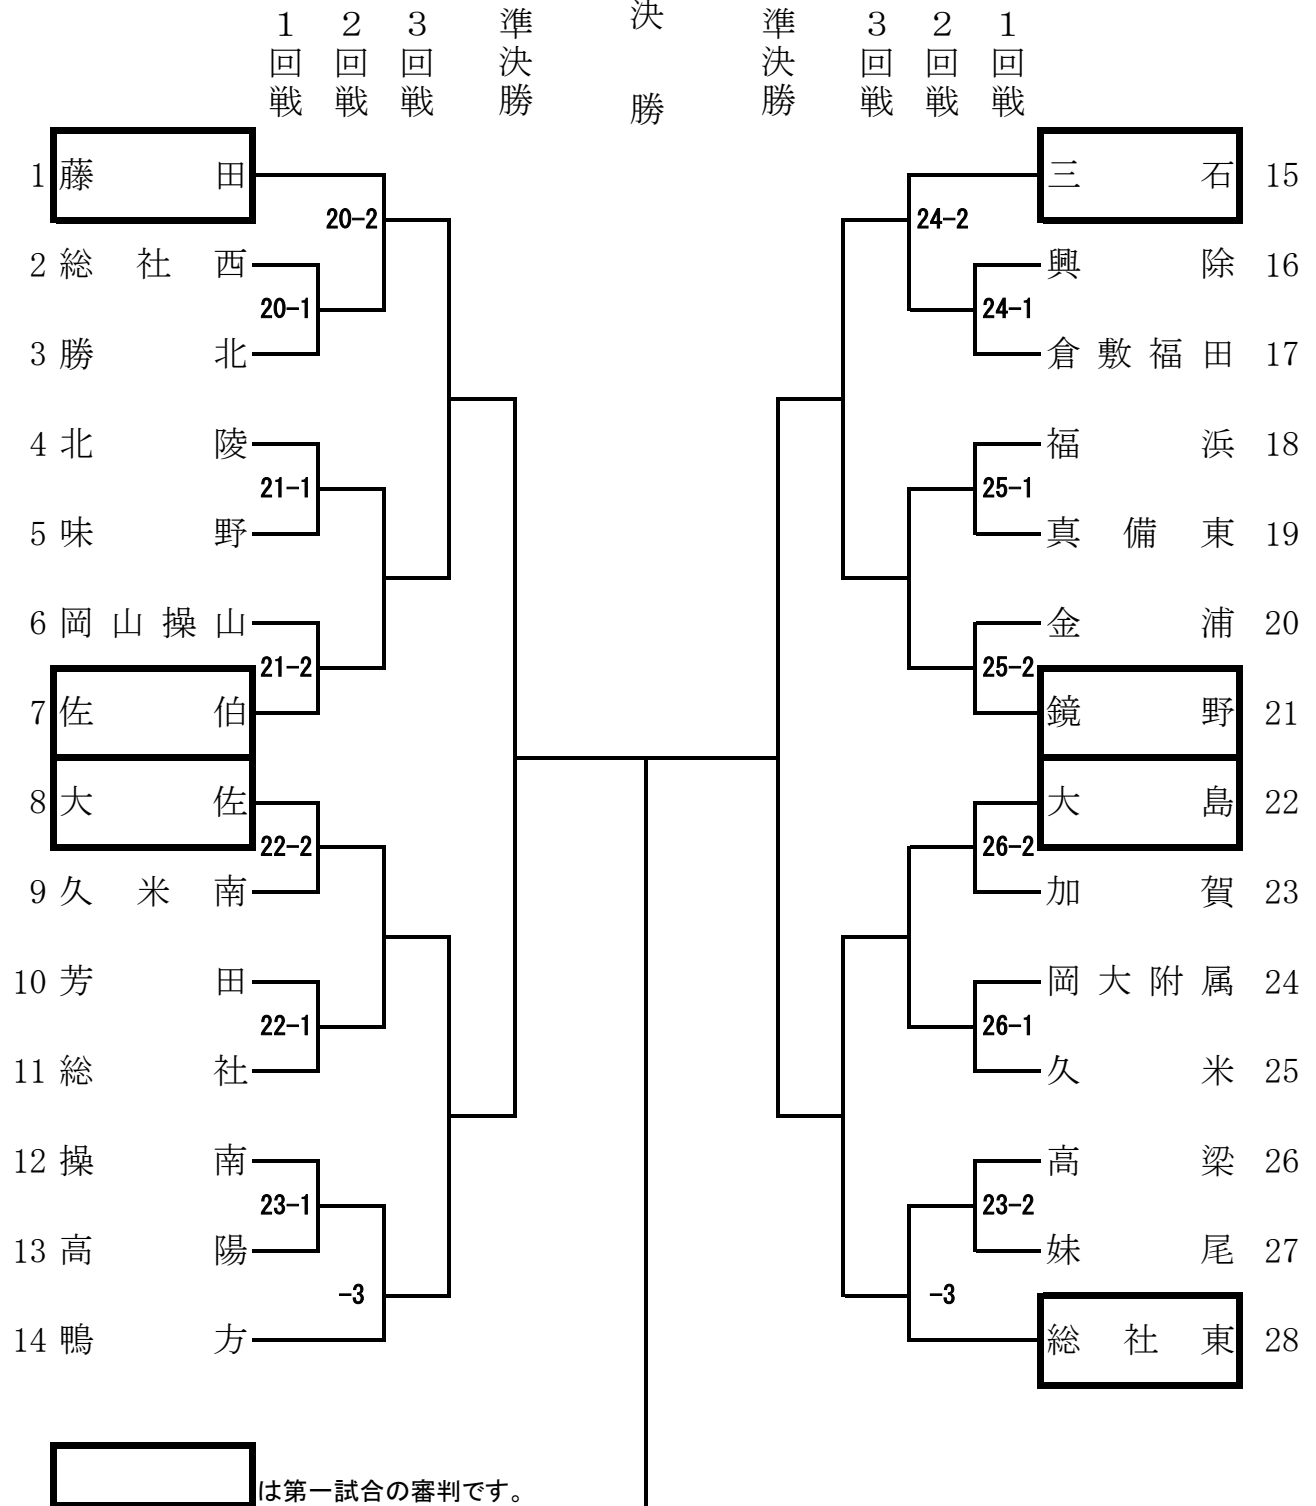 1回戦 2回戦 3回戦 準決勝 決勝 準決勝 3回戦 2回戦 1回戦
1 藤田 三石 15
20-2 24-2
2 総社西 興除 16
20-1 24-1
3 勝北 倉敷福田 17
4 北陵 福浜 18
21-1 25-1
5 味野 真備東 19
6 岡山操山 金浦 20
21-2 25-2
7 佐伯 鏡野 21
8 大佐 大島 22
22-2 26-2
9 久米南 加賀 23
10 芳田 岡大附属 24
22-1 26-1
11 総社 久米 25
12 操南 高梁 26
23-1 23-2
13 高陽 妹尾 27
-3 -3
14 鴨方 総社東 28
は第一試合の審判です。